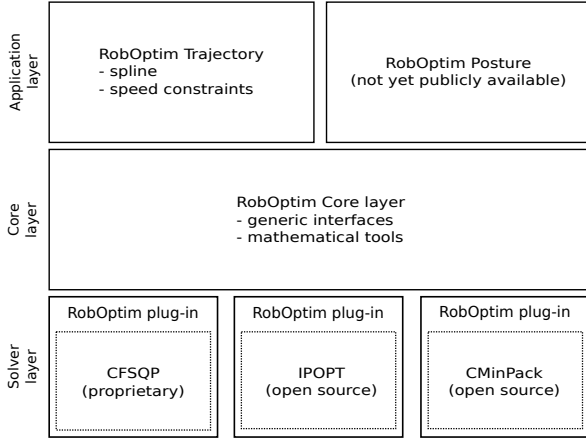 Application
layer
RobOptim Trajectory
- spline
- speed constraints
RobOptim Posture
(not yet publicly available)
Core
layer
RobOptim Core layer
- generic interfaces
- mathematical tools
Solver
layer
RobOptim plug-in
CFSQP
(proprietary)
RobOptim plug-in
IPOPT
(open source)
RobOptim plug-in
CMinPack
(open source)